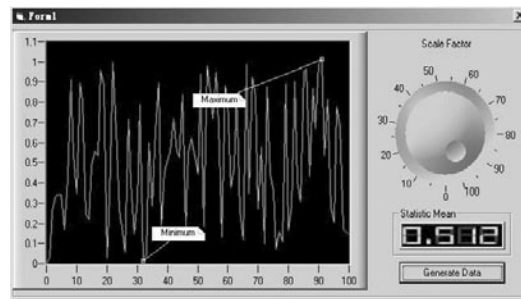 Form1
1.1
1
0.9
0.8
0.7
0.6
0.5
0.4
0.3
0.2
0.1
0
0 10 20 30 40 50 60 70 80 90 100
Maximum
Minimum
Scale Factor
0 10 20 30 40 50 60 70 80 90 100
Statistic Mean
0.512
Generate Data